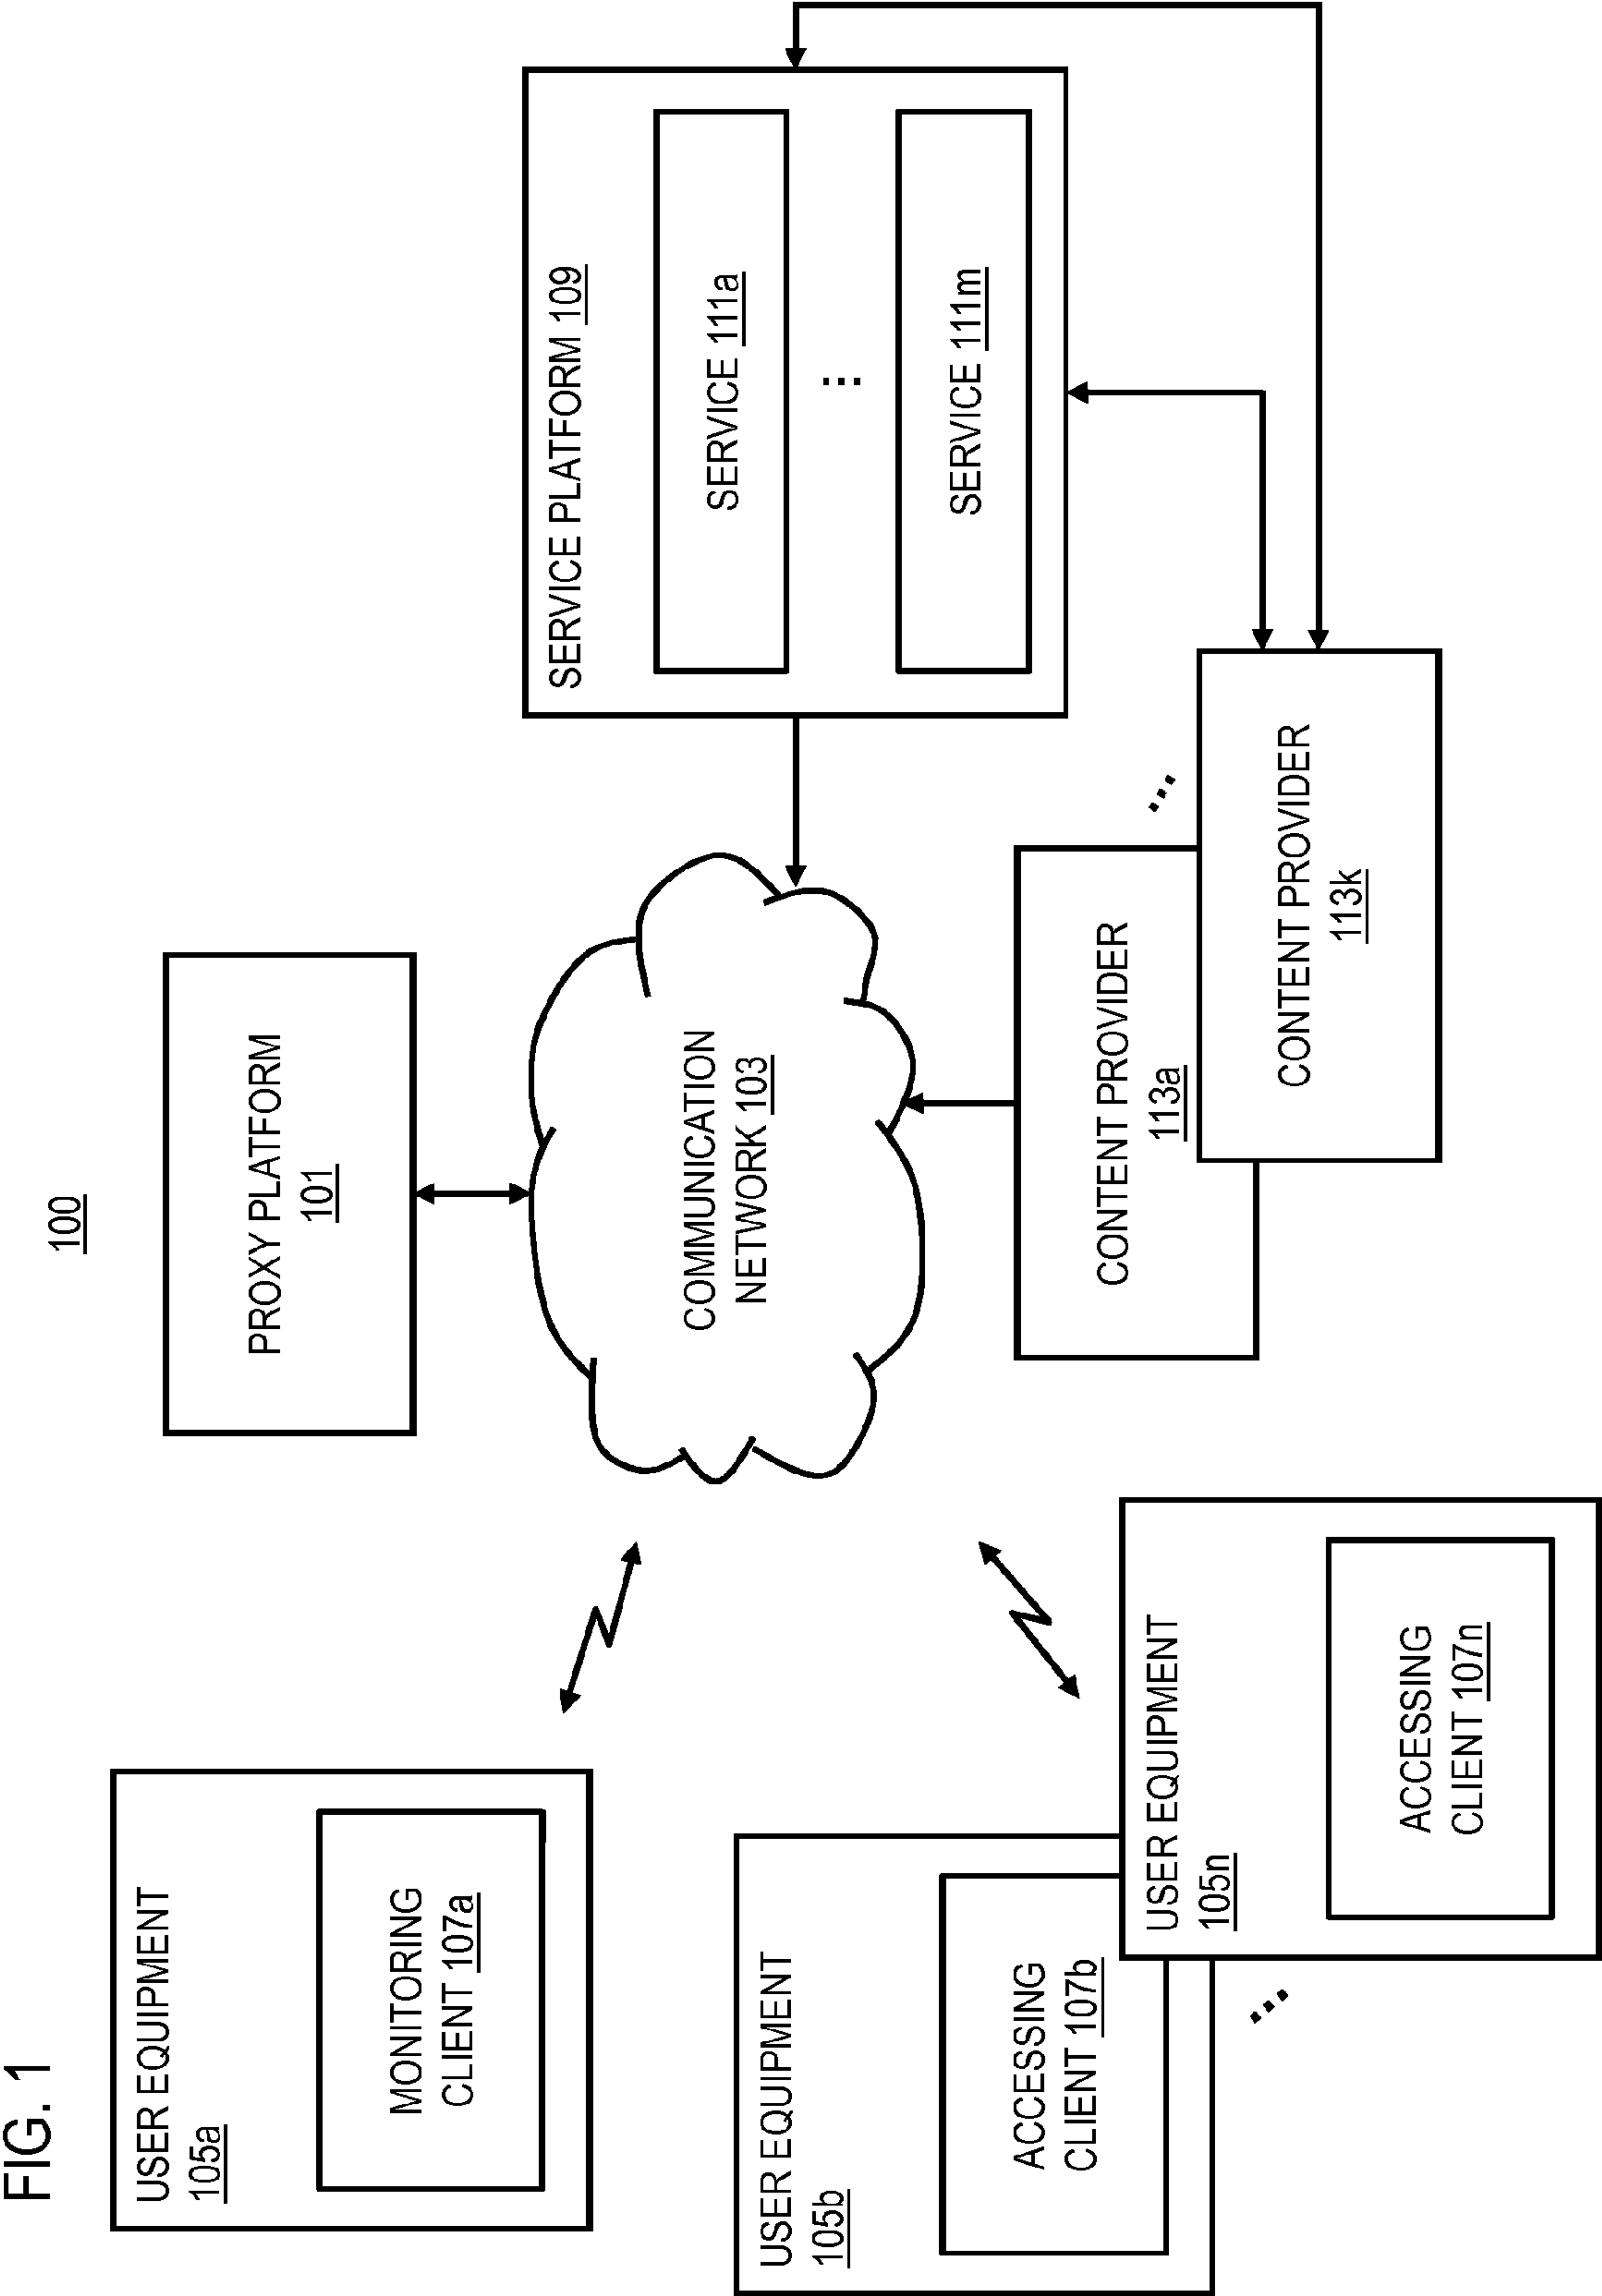 FIG. 1
100
USER EQUIPMENT
105a
MONITORING
CLIENT 107a
PROXY PLATFORM
101
COMMUNICATION
NETWORK 103
SERVICE PLATFORM 109
SERVICE 111a
...
SERVICE 111m
USER EQUIPMENT
105b
ACCESSING
CLIENT 107b
...
USER EQUIPMENT
105n
ACCESSING
CLIENT 107n
CONTENT PROVIDER
113a
...
CONTENT PROVIDER
113k